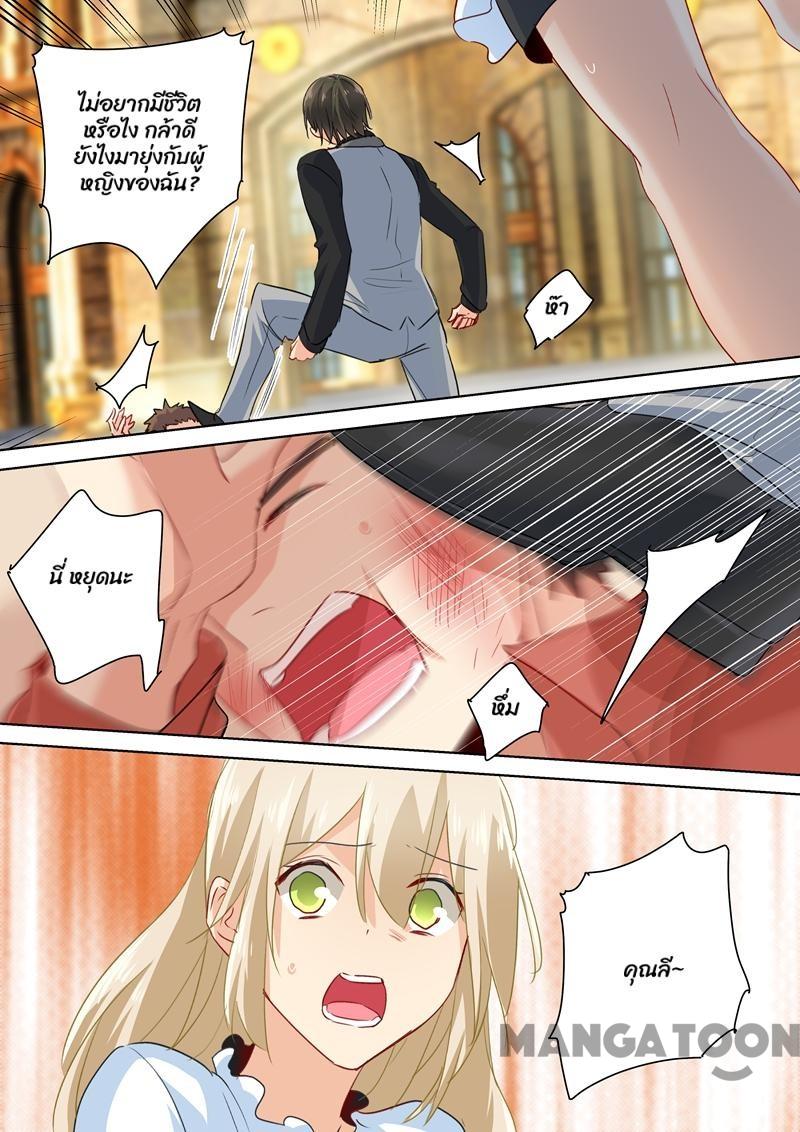 ไม่อยากมีชีวิต
หรือไง กล้าดี
ยังไงมายุ่งกับผู้
หญิงของฉัน?
ห๊า
นี่ หยุดนะ
หึ่ม
คุณลี~
MANGATOON